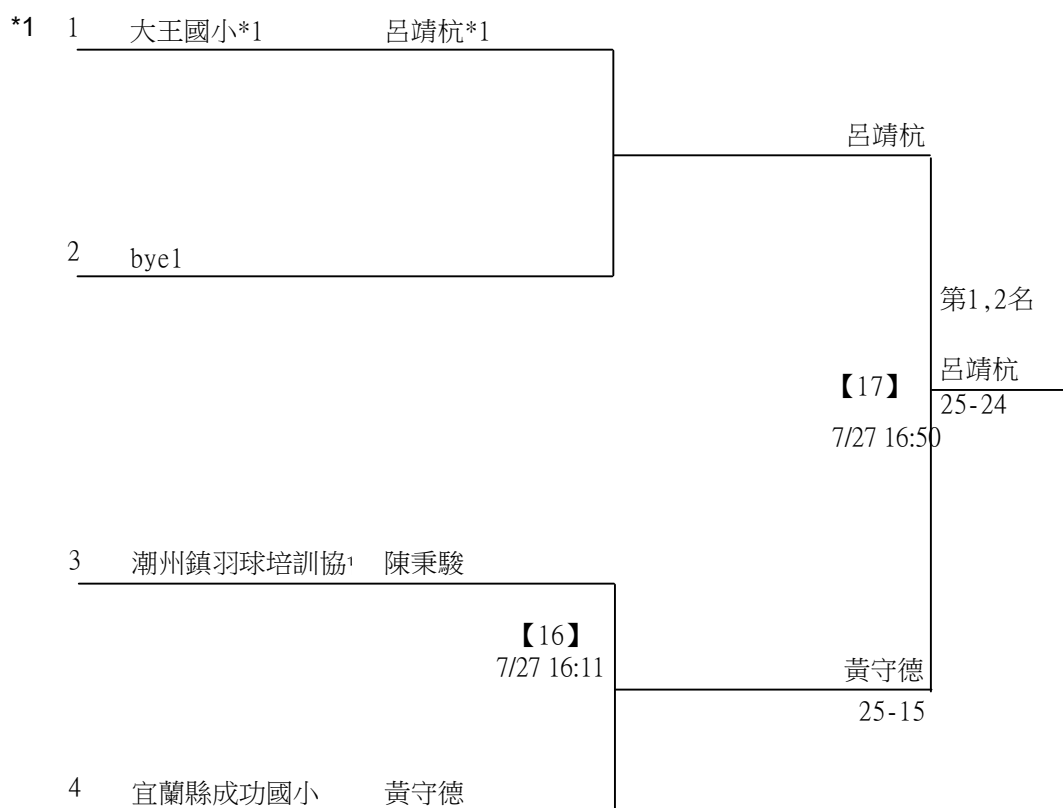 *1 1 大王國小*1 呂靖杭*1
呂靖杭
2 bye1
第1,2名
呂靖杭
【17】
25-24
7/27 16:50
3 潮州鎮羽球培訓協 陳秉駿
【16】
7/27 16:11
黃守德
25-15
4 宜蘭縣成功國小 黃守德